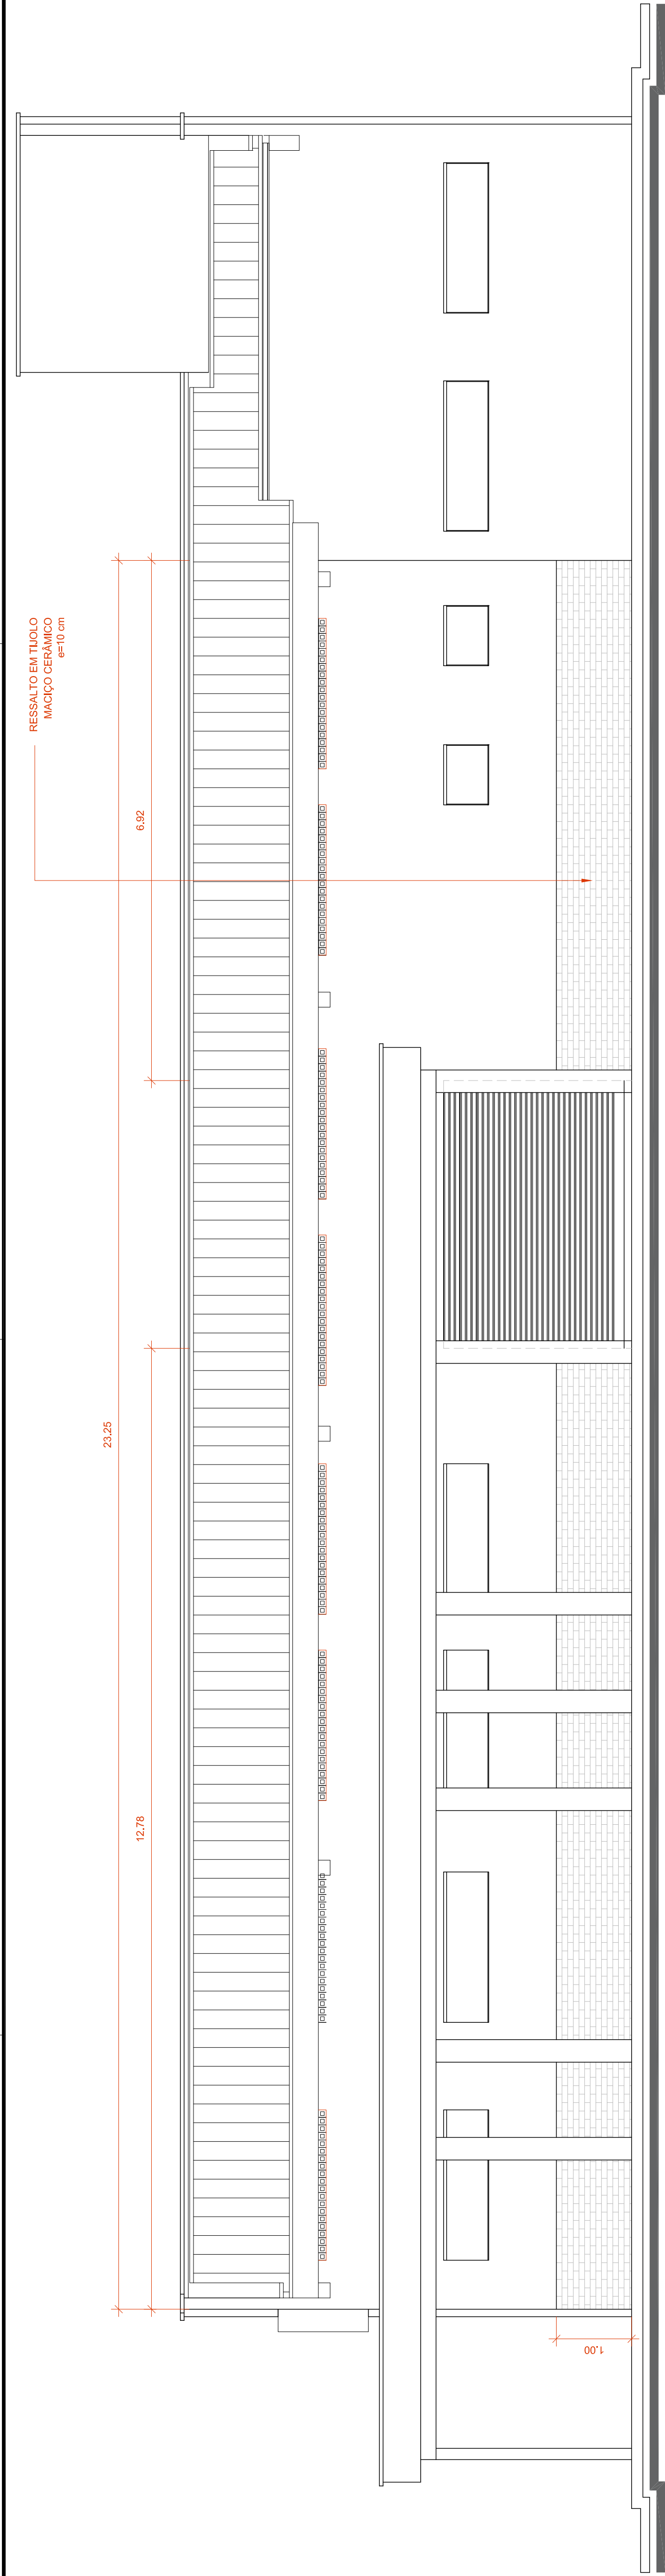 RESSALTO EM TIJOLO
MACIÇO CERÂMICO
e=10 cm
6.92
23.25
12.78
1.00